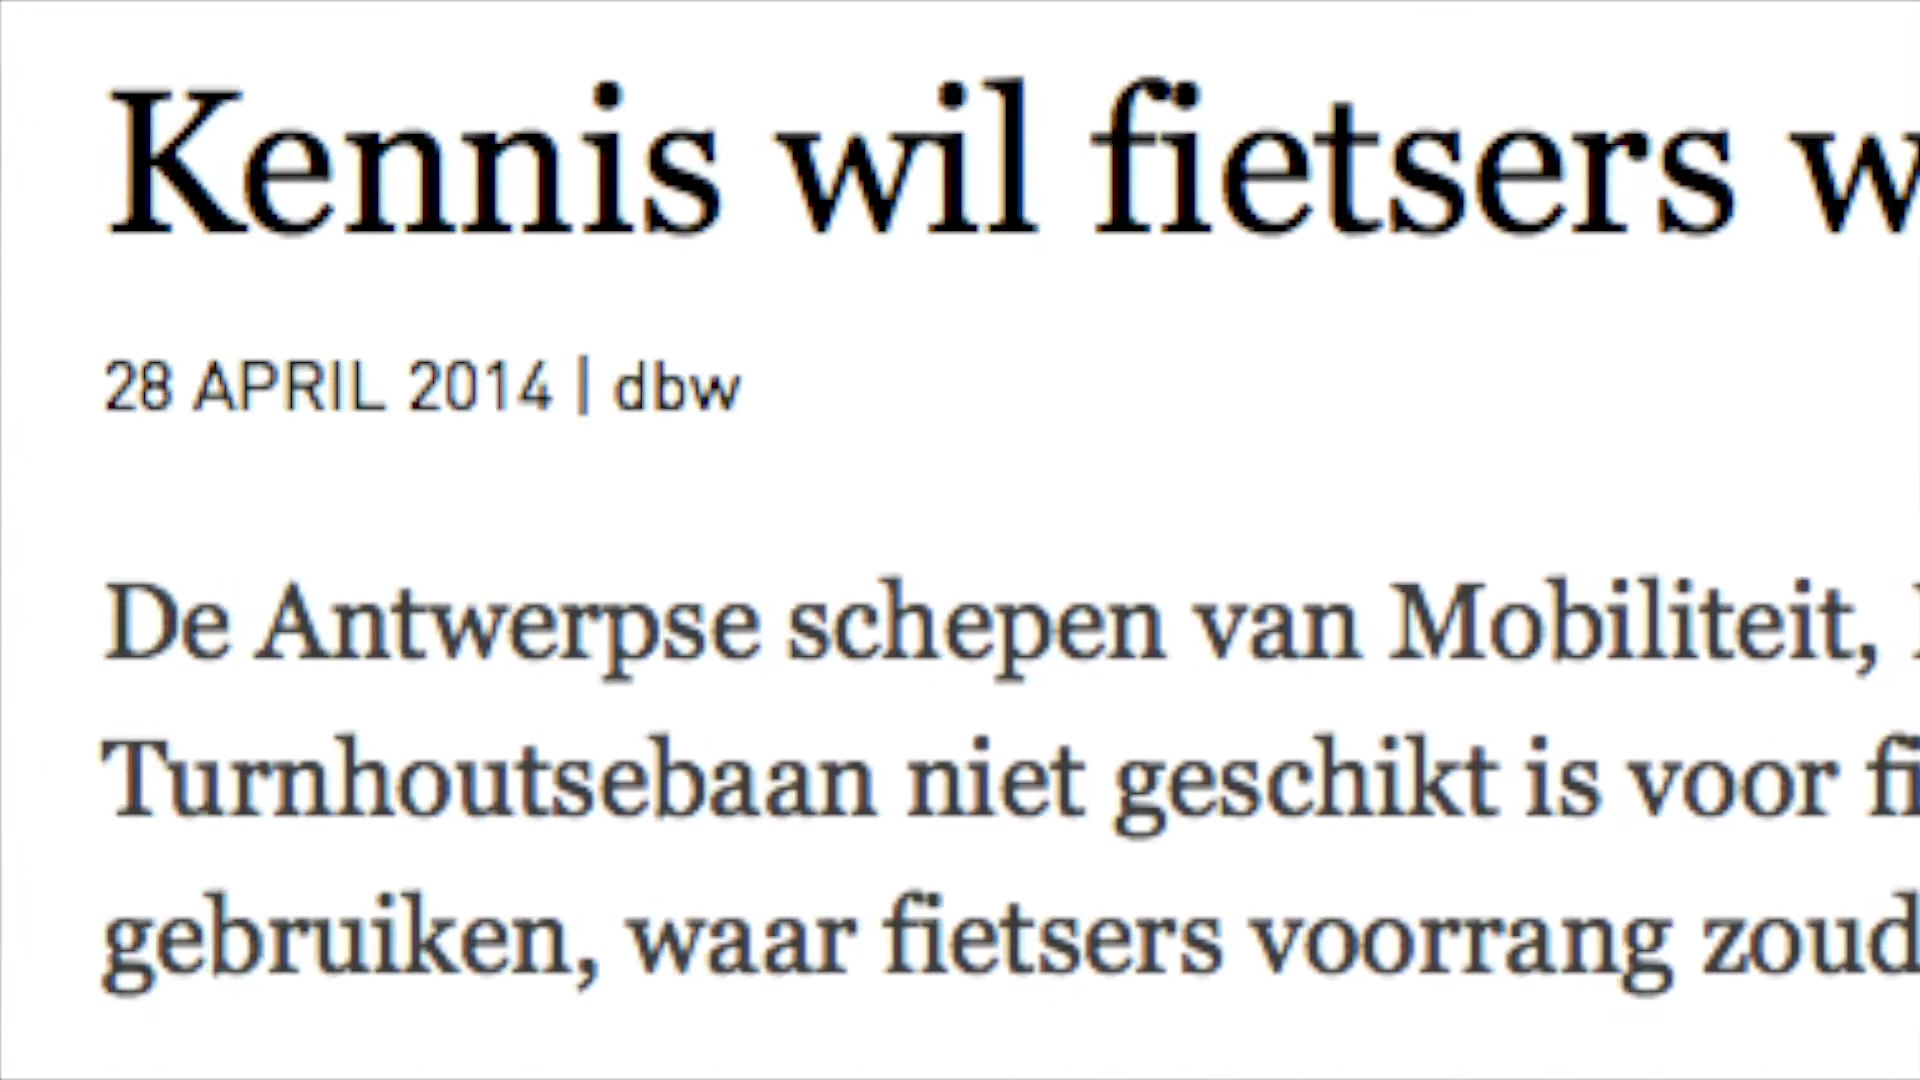 Kennis wil fietsers
28 APRIL 2014 | dbw
De Antwerpse schepen van Mobiliteit,
Turnhoutsebaan niet geschikt is voor
gebruiken, waar fietsers voorrang zoud